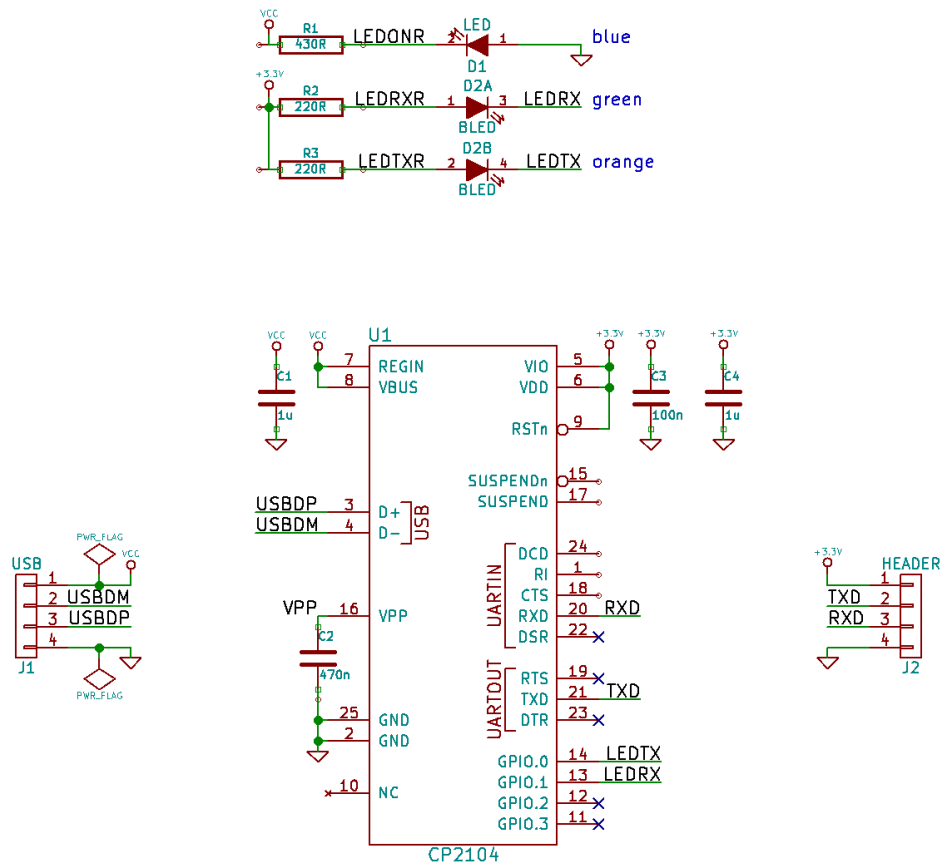 VCC
R1
430R
LEDONR
2
LED
1
D1
blue
+3.3V
R2
220R
LEDRXR
1
D2A
3
BLED
LEDRX
green
R3
220R
LEDTXR
2
D2B
4
BLED
LEDTX
orange
VCC
C1
1u
VCC
U1
7 REGIN
8 VBUS
USBDP 3 D+
USBDM 4 D-
USB
VPP 16 VPP
C2
470n
25 GND
2 GND
10 NC
VIO 5
VDD 6
RSTn 9
SUSPENDn 15
SUSPEND 17
UARTIN
DCD 24
RI 1
CTS 18
RXD 20 RXD
DSR 22
UARTOUT
RTS 19
TXD 21 TXD
DTR 23
GPIO.0 14 LEDTX
GPIO.1 13 LEDRX
GPIO.2 12
GPIO.3 11
CP2104
+3.3V
+3.3V
C3
100n
+3.3V
C4
1u
PWR_FLAG
VCC
USB
1
2 USBDM
3 USBDP
4
J1
PWR_FLAG
+3.3V
HEADER
1
TXD 2
RXD 3
4
J2